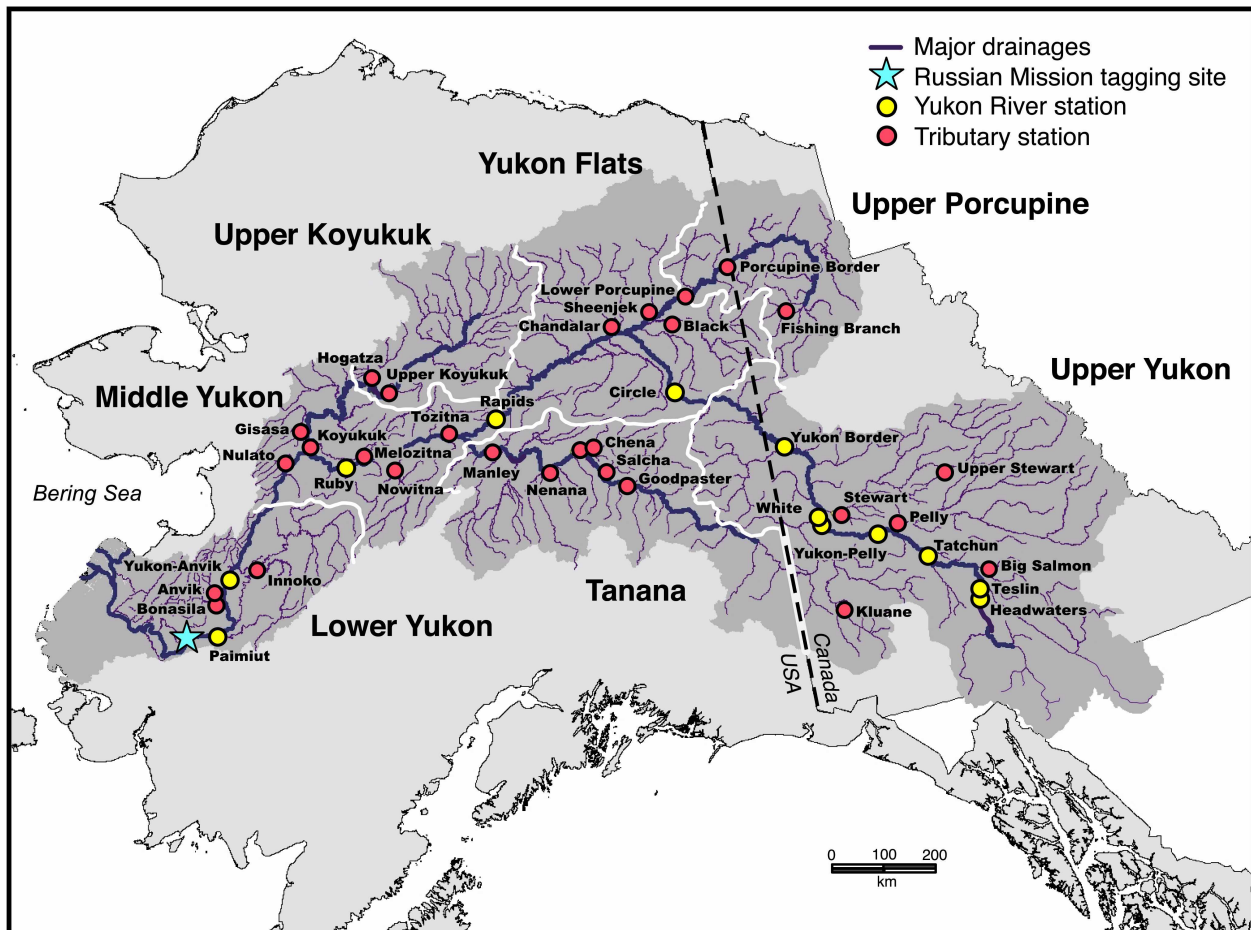 Major drainages
Russian Mission tagging site
Yukon River station
Tributary station
Yukon Flats
Upper Porcupine
Upper Koyukuk
Porcupine Border
Lower Porcupine
Sheenjek
Chandalar
Black
Fishing Branch
Hogatza
Upper Koyukuk
Upper Yukon
Middle Yukon
Circle
Rapids
Tozitna
Gisasa
Koyukuk
Yukon Border
Nulato
Melozitna
Chena
Salcha
Manley
Upper Stewart
Ruby
Nowitna
Nenana
Goodpaster
Bering Sea
White
Stewart
Pelly
Yukon-Pelly
Tatchun
Yukon-Anvik
Innoko
Big Salmon
Anvik
Teslin
Bonasila
Tanana
Headwaters
Kluane
Lower Yukon
Paimiut
Canada
USA
0 100 200
km